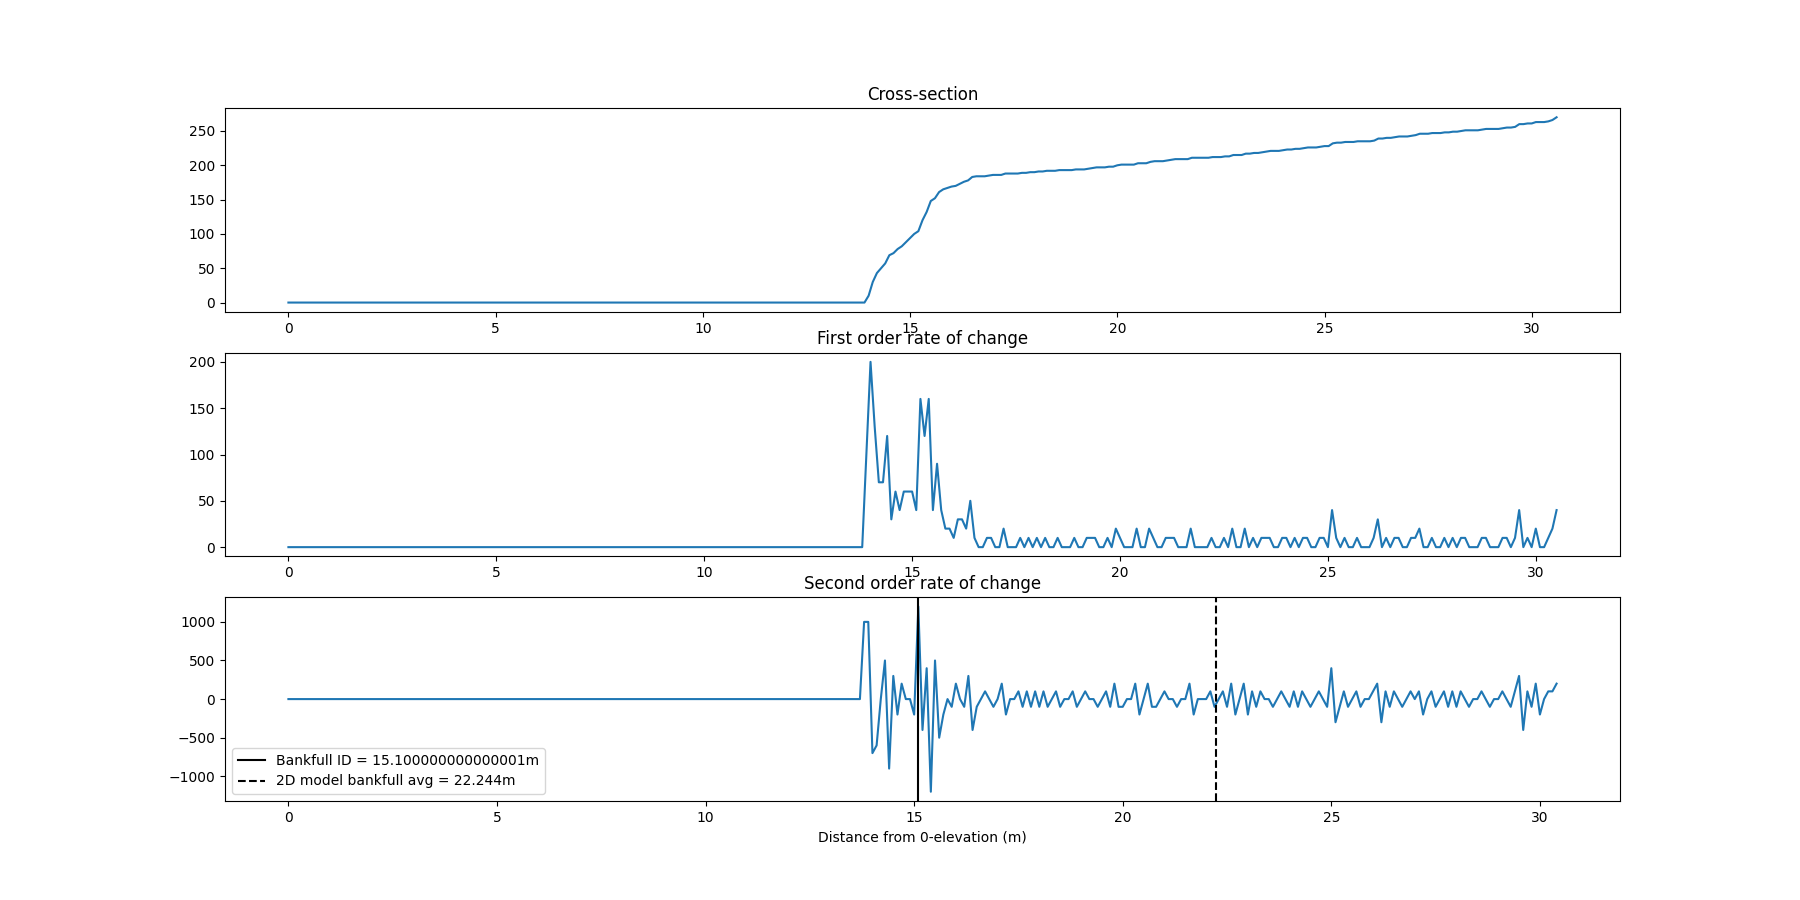 Cross-section
250
200
150
100
50
0
0 5 10 15 20 25 30
First order rate of change
200
150
100
50
0
0 5 10 15 20 25 30
Second order rate of change
1000
500
0
−500
−1000
Bankfull ID = 15.100000000000001m
2D model bankfull avg = 22.244m
0 5 10 15 20 25 30
Distance from 0-elevation (m)